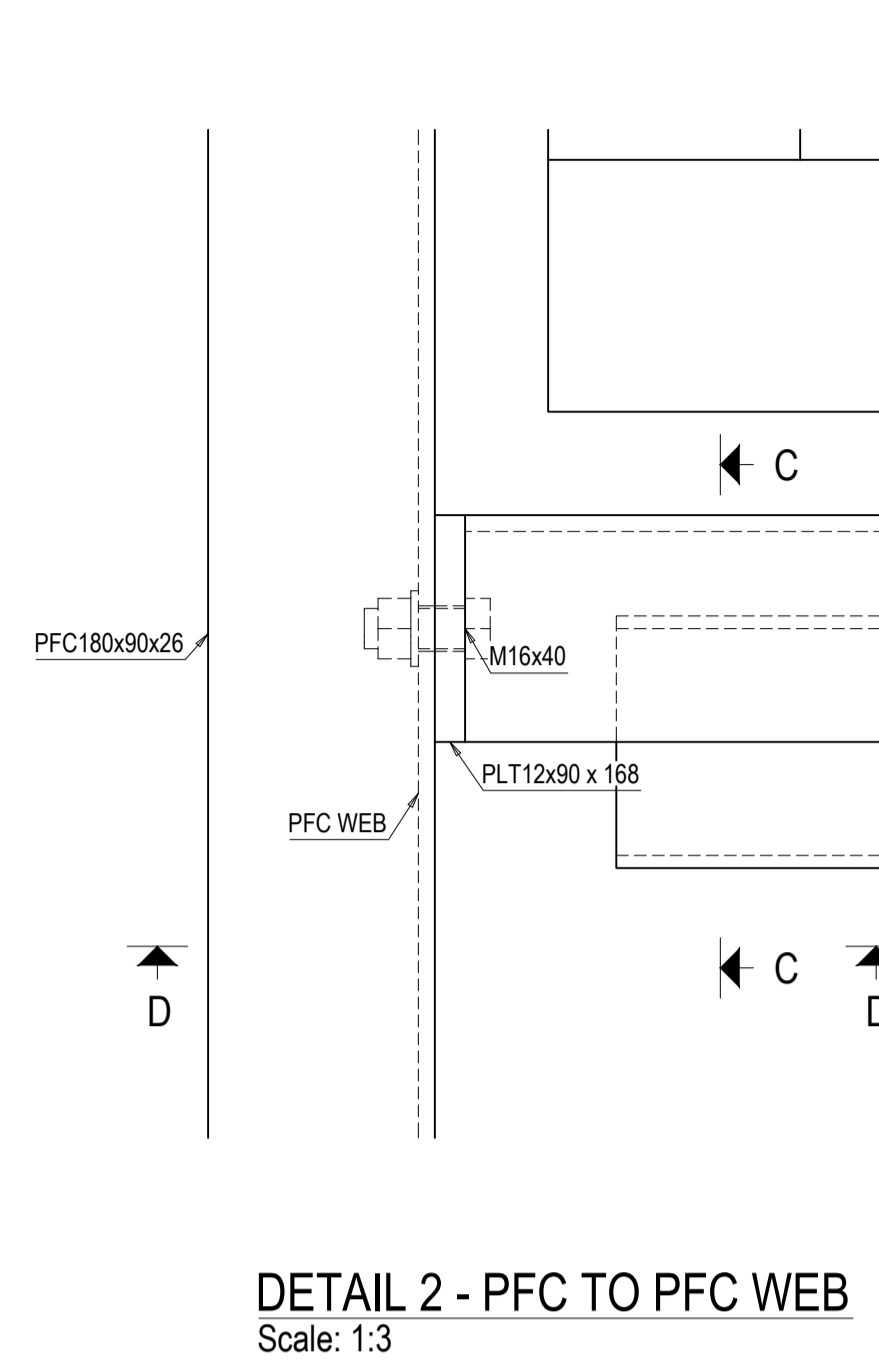 C
PFC180x90x26
M16x40
PLT12x90 x 168
PFC WEB
C
D
DETAIL 2 - PFC TO PFC WEB
Scale: 1:3